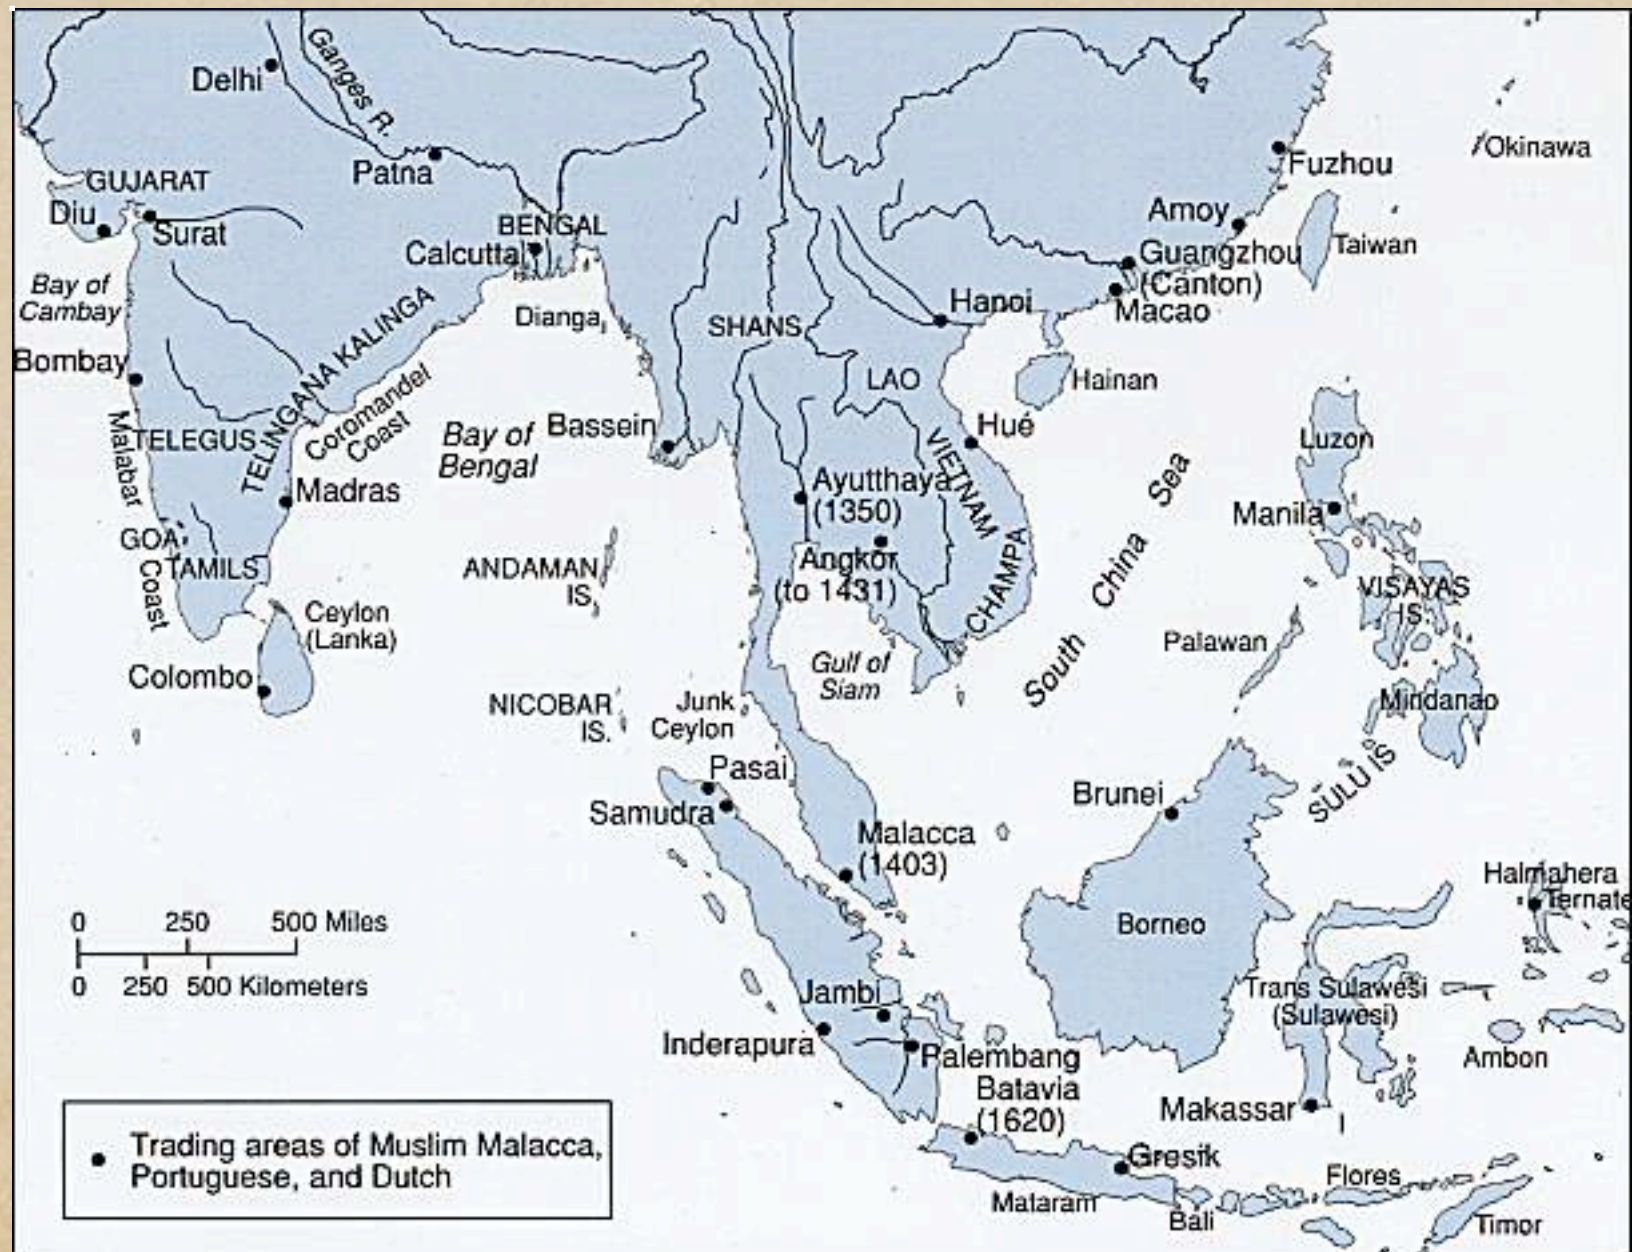 Delhi
Ganges R.
Patna
GUJARAT
Diu
Surat
BENGAL
Calcutta
Bay of
Cambay
Dianga
Bombay
TELINGANA KALINGA
Coromandel
Coast
Malabar
Coast
TELEGUS
Madras
GOA
TAMILS
Ceylon
(Lanka)
Colombo
Bay of
Bengal
Bassein
SHANS
LAO
Hanoi
Hué
VIETNAM
CHAMPA
Ayutthaya
(1350)
Angkor
(to 1431)
ANDAMAN
IS.
NICOBAR
IS.
Junk
Ceylon
Gulf of
Siam
Fuzhou
Okinawa
Amoy
Taiwan
Guangzhou
(Canton)
Macao
Hainan
South China Sea
Luzon
Manila
VISAYAS
IS.
Palawan
Mindanao
SULU IS
Pasai
Samudra
Malacca
(1403)
Brunei
Borneo
Halmahera
Ternate
Trans Sulawesi
(Sulawesi)
Ambon
Jambi
Inderapura
Palembang
Batavia
(1620)
Makassar
Gresik
Mataram
Bali
Flores
Timor
0 250 500 Miles
0 250 500 Kilometers
Trading areas of Muslim Malacca,
Portuguese, and Dutch